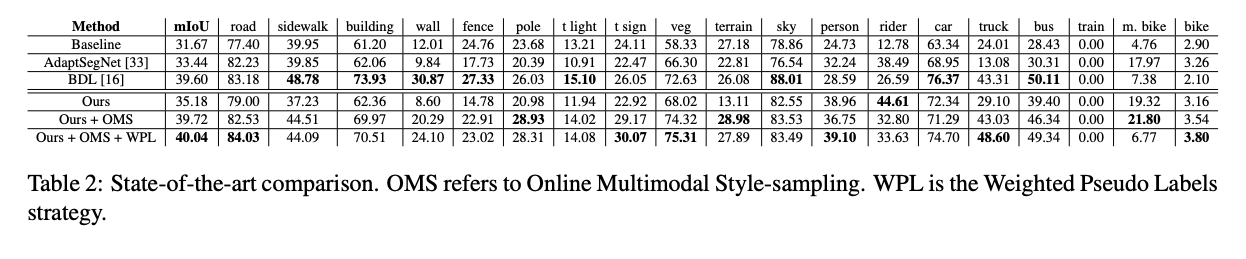 Method mIoU road sidewalk building wall fence pole t light t sign veg terrain sky person rider car truck bus train m. bike bike
Baseline 31.67 77.40 39.95 61.20 12.01 24.76 23.68 13.21 24.11 58.33 27.18 78.86 24.73 12.78 63.34 24.01 28.43 0.00 4.76 2.90
AdaptSegNet [33] 33.44 82.23 39.85 62.06 9.84 17.73 20.39 10.91 22.47 66.30 22.81 76.54 32.24 38.49 68.95 13.08 30.31 0.00 17.97 3.26
BDL [16] 39.60 83.18 48.78 73.93 30.87 27.33 26.03 15.10 26.05 72.63 26.08 88.01 28.59 26.59 76.37 43.31 50.11 0.00 7.38 2.10
Ours 35.18 79.00 37.23 62.36 8.60 14.78 20.98 11.94 22.92 68.02 13.11 82.55 38.96 44.61 72.34 29.10 39.40 0.00 19.32 3.16
Ours + OMS 39.72 82.53 44.51 69.97 20.29 22.91 28.93 14.02 29.17 74.32 28.98 83.53 36.75 32.80 71.29 43.03 46.34 0.00 21.80 3.54
Ours + OMS + WPL 40.04 84.03 44.09 70.51 24.10 23.02 28.31 14.08 30.07 75.31 27.89 83.49 39.10 33.63 74.70 48.60 49.34 0.00 6.77 3.80
Table 2: State-of-the-art comparison. OMS refers to Online Multimodal Style-sampling. WPL is the Weighted Pseudo Labels
strategy.